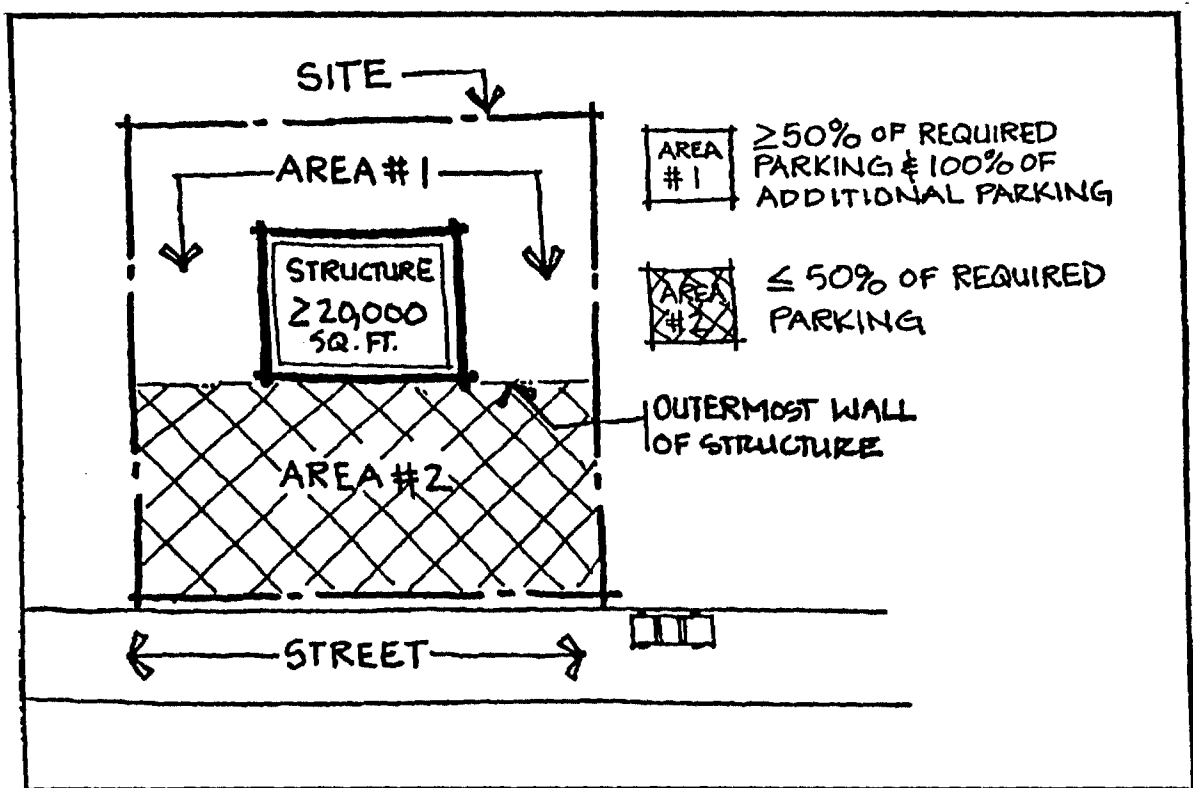 SITE
AREA #1
STRUCTURE
≥20,000
SQ. FT.
AREA #2
STREET
AREA
#1
≥50% OF REQUIRED
PARKING & 100% OF
ADDITIONAL PARKING
AREA
#2
≤ 50% OF REQUIRED
PARKING
OUTERMOST WALL
OF STRUCTURE